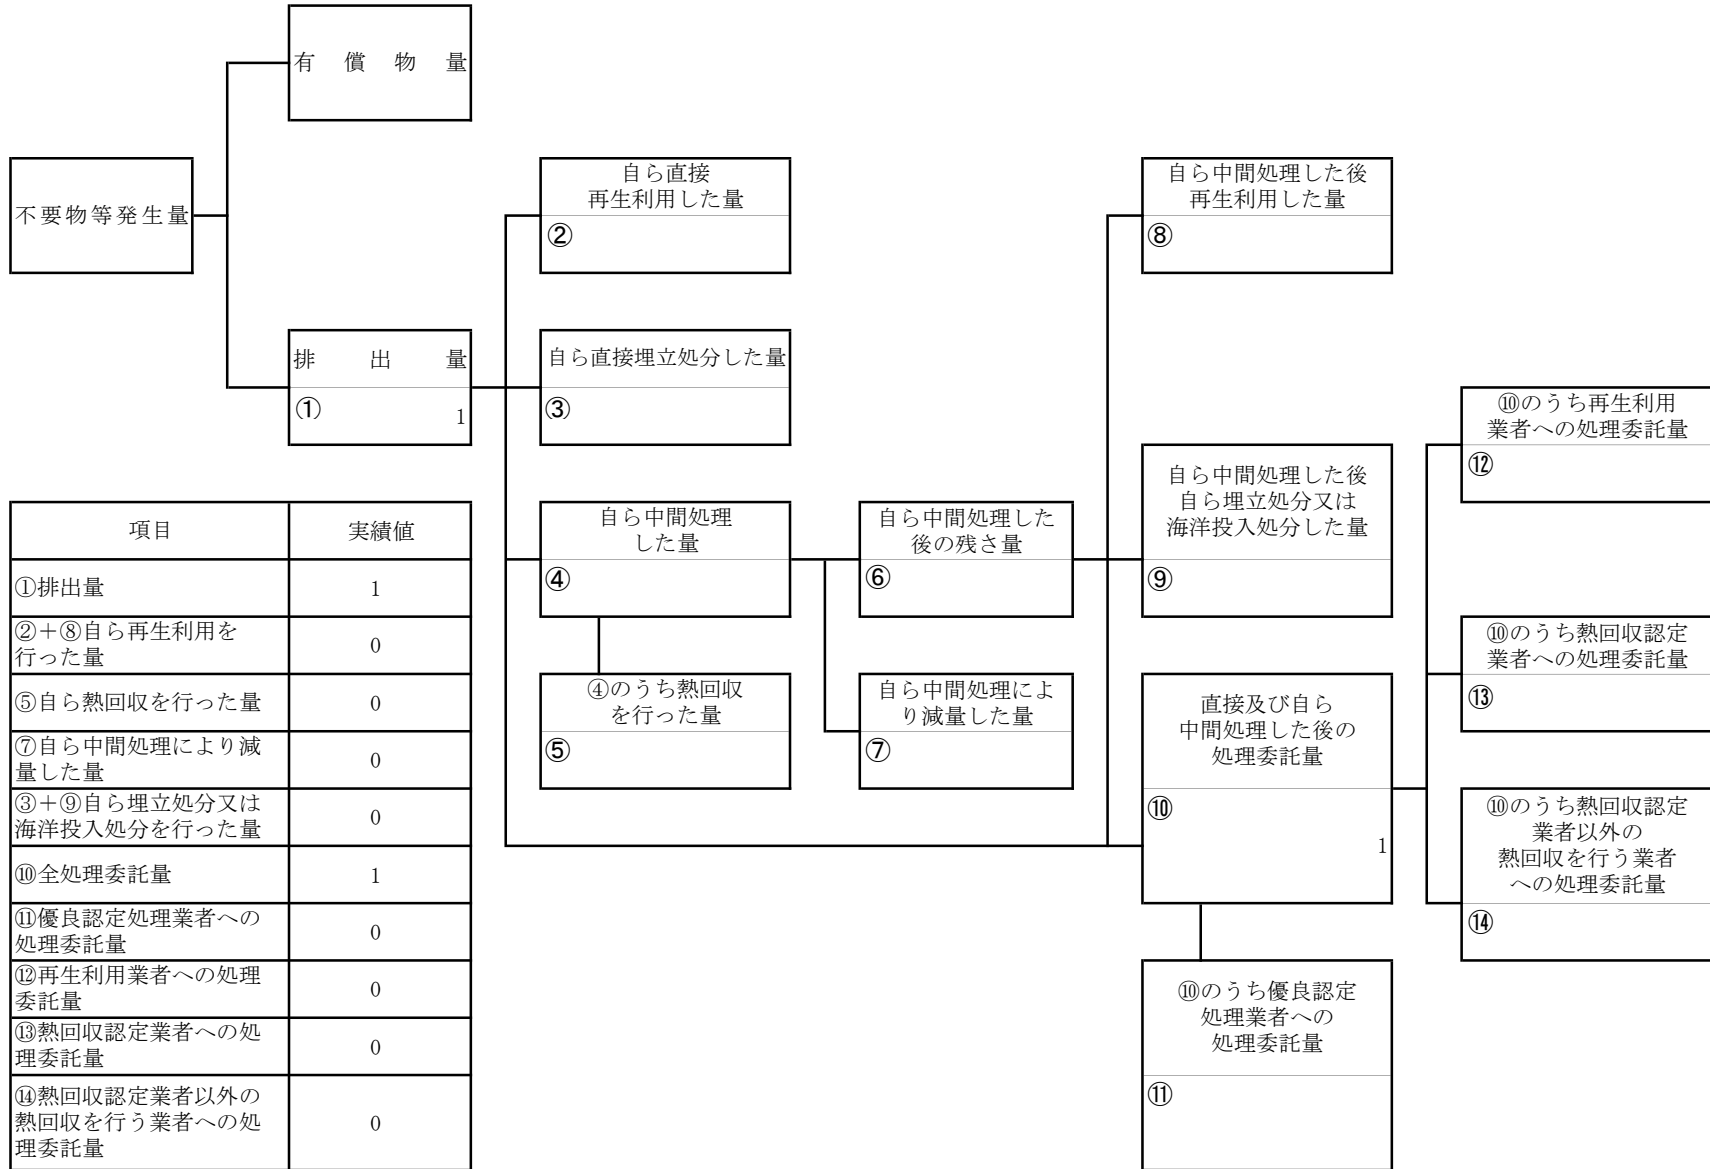 有償物量
不要物等発生量
排出量
①
1
自ら直接
再生利用した量
②
自ら直接埋立処分した量
③
自ら中間処理
した量
④
④のうち熱回収
を行った量
⑤
自ら中間処理した
後の残さ量
⑥
自ら中間処理によ
り減量した量
⑦
自ら中間処理した後
再生利用した量
⑧
自ら中間処理した後
自ら埋立処分又は
海洋投入処分した量
⑨
直接及び自ら
中間処理した後の
処理委託量
⑩
1
⑩のうち優良認定
処理業者への
処理委託量
⑪
⑩のうち再生利用
業者への処理委託量
⑫
⑩のうち熱回収認定
業者への処理委託量
⑬
⑩のうち熱回収認定
業者以外の
熱回収を行う業者
への処理委託量
⑭
項目 実績値
①排出量 1
②＋⑧自ら再生利用を
行った量 0
⑤自ら熱回収を行った量 0
⑦自ら中間処理により減
量した量 0
③＋⑨自ら埋立処分又は
海洋投入処分を行った量 0
⑩全処理委託量 1
⑪優良認定処理業者への
処理委託量 0
⑫再生利用業者への処理
委託量 0
⑬熱回収認定業者への処
理委託量 0
⑭熱回収認定業者以外の
熱回収を行う業者への処
理委託量 0